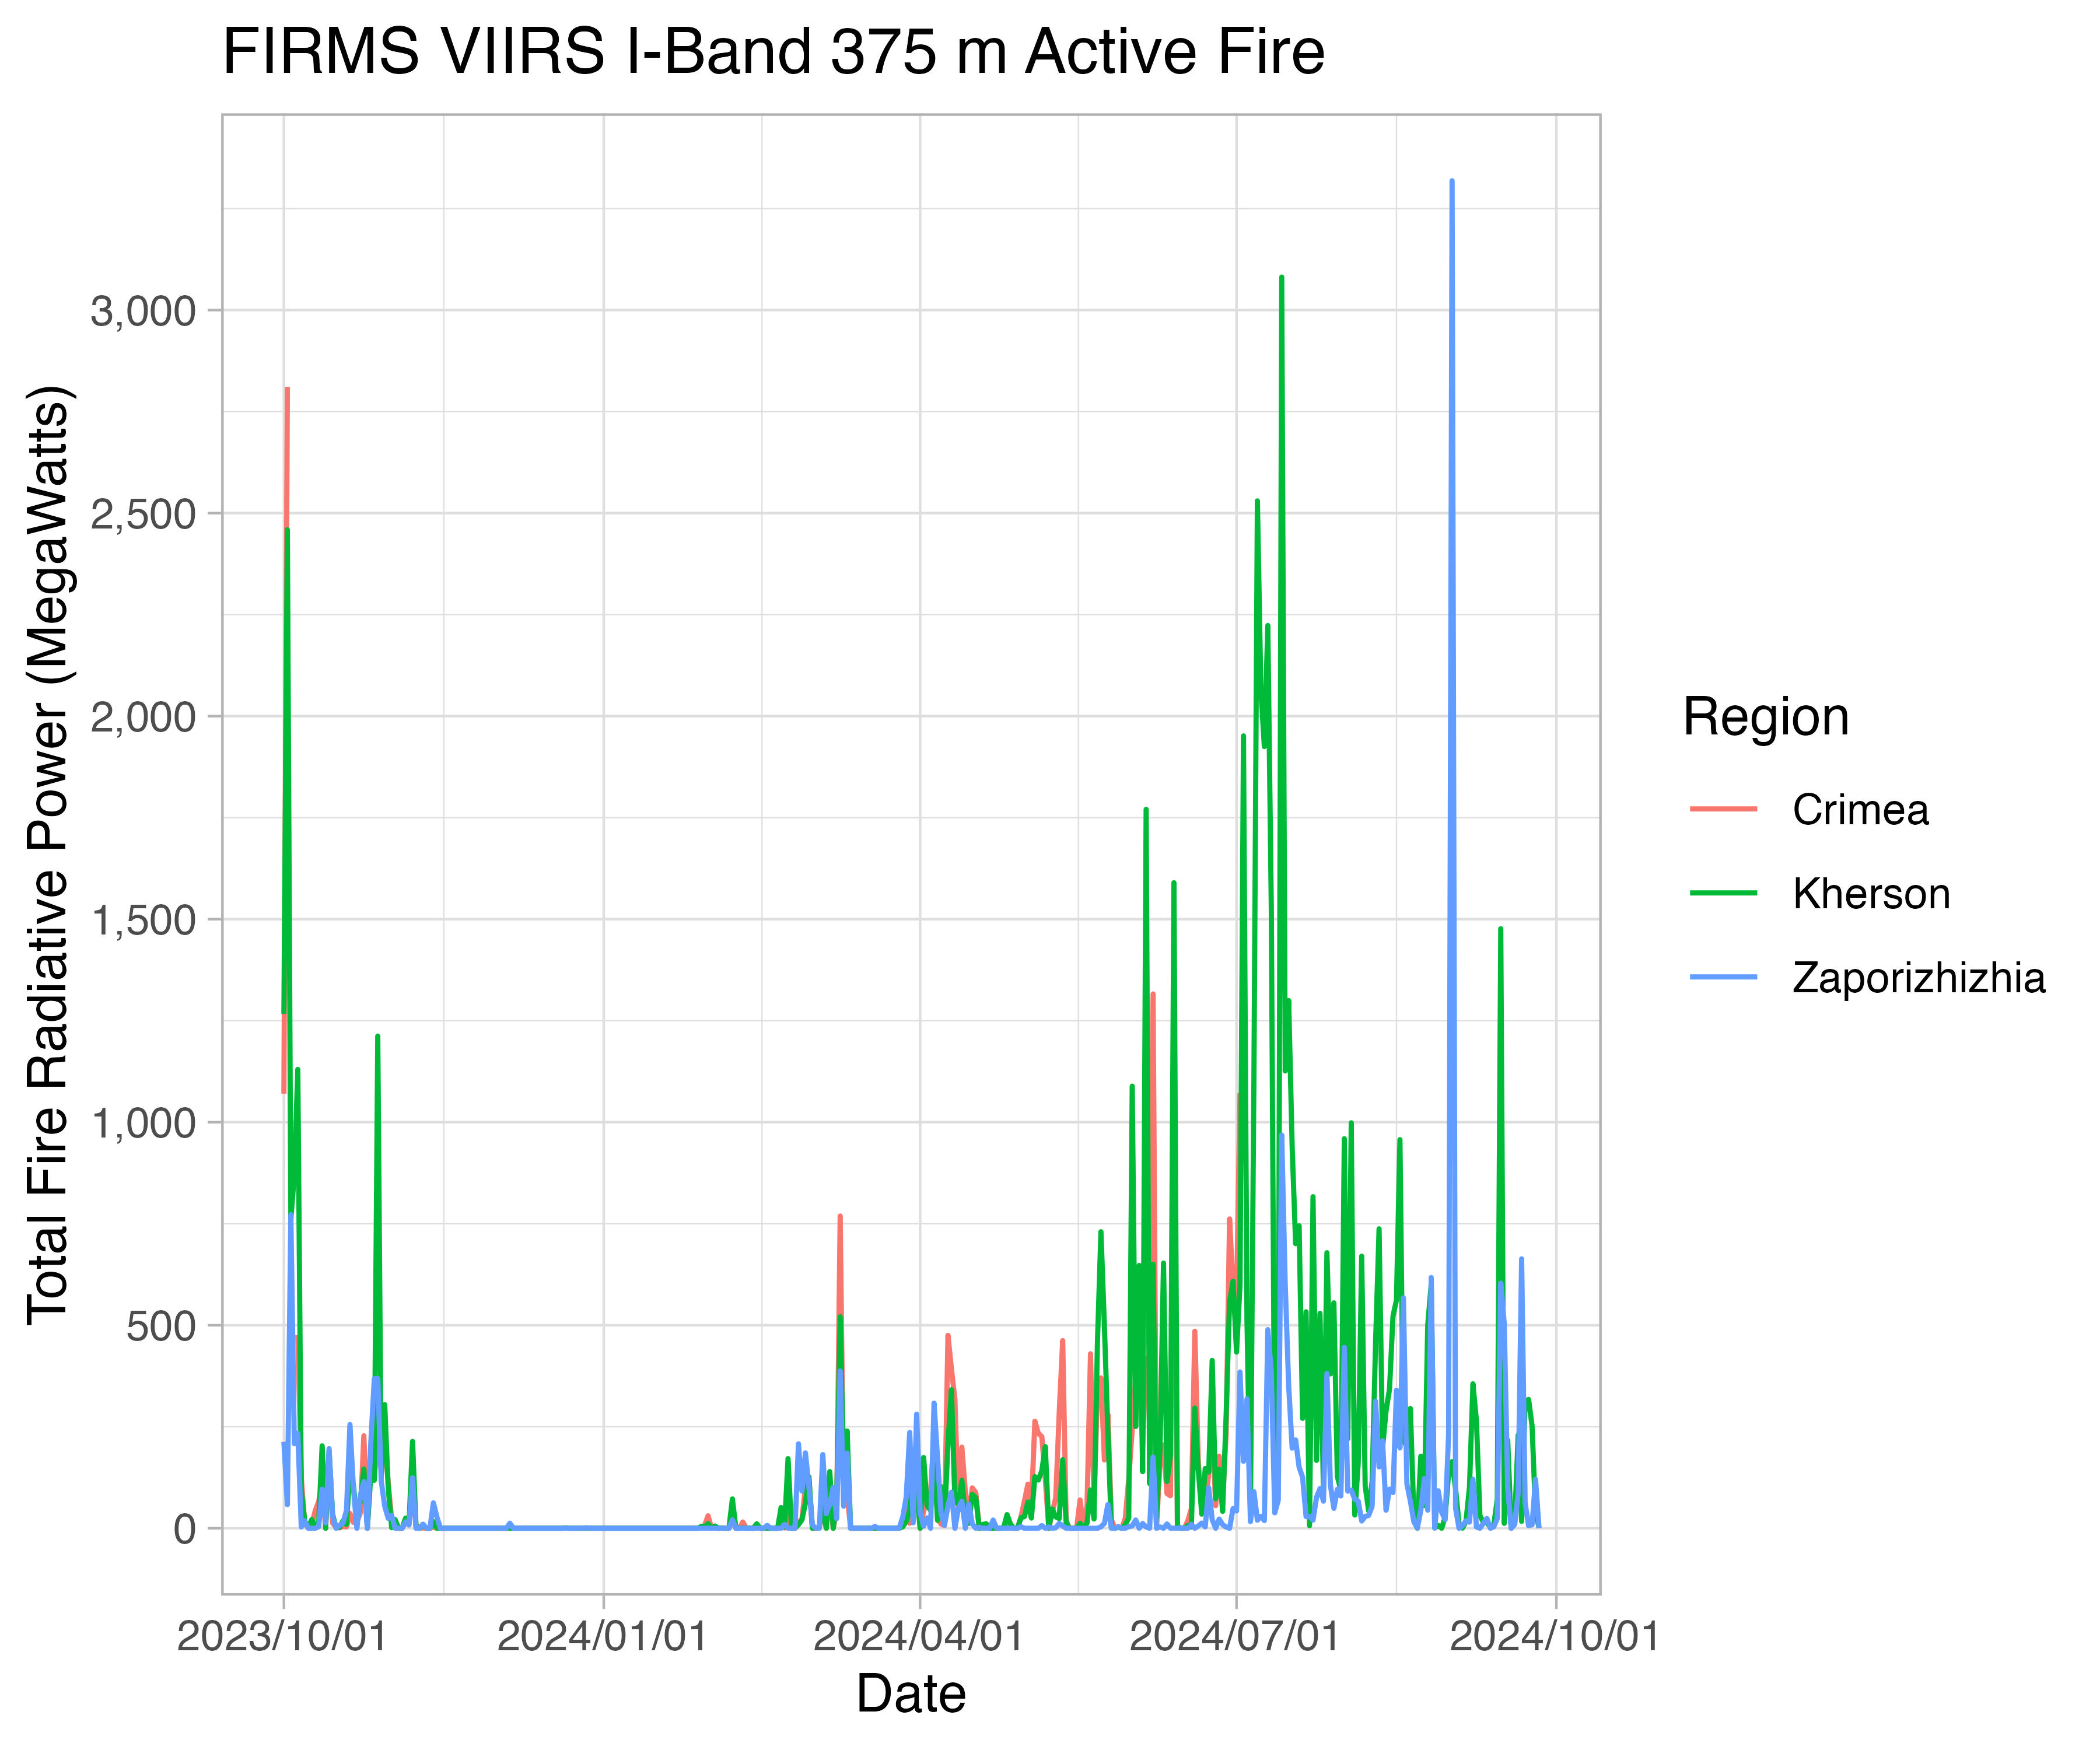 FIRMS VIIRS I-Band 375 m Active Fire
Total Fire Radiative Power (MegaWatts)
3,000
2,500
2,000
1,500
1,000
500
0
2023/10/01
2024/01/01
2024/04/01
2024/07/01
2024/10/01
Date
Region
Crimea
Kherson
Zaporizhizhia